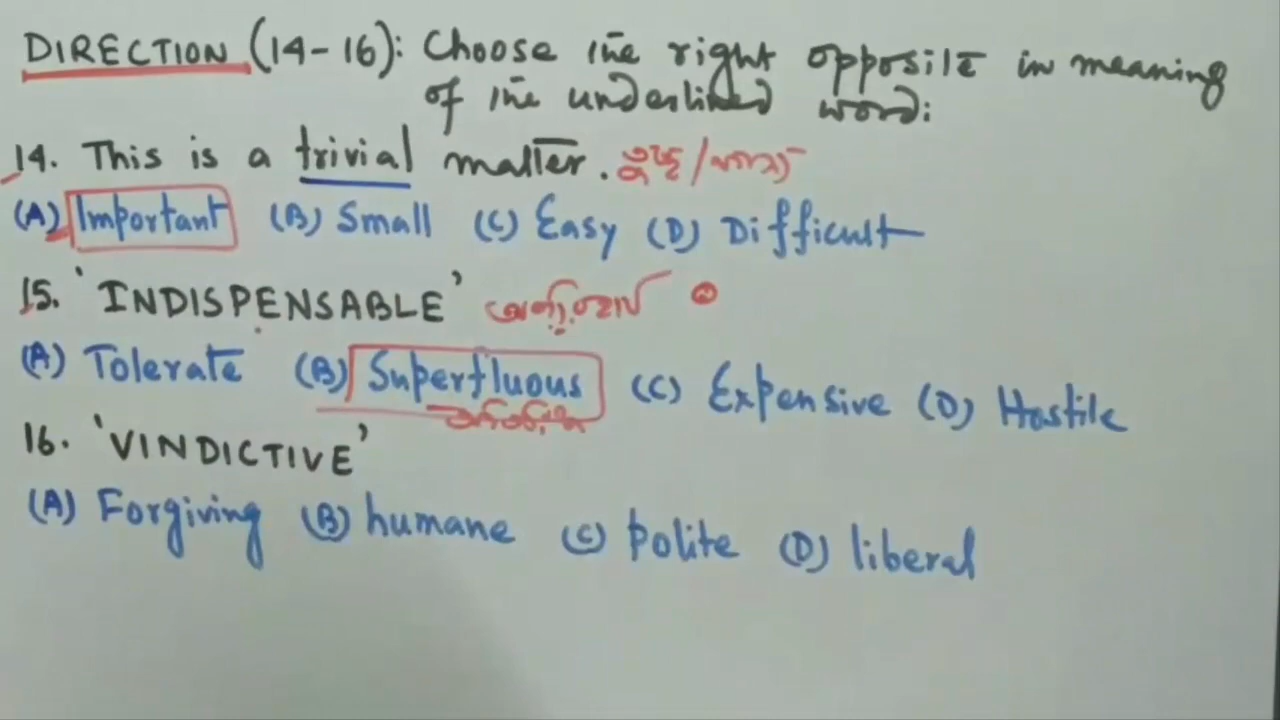 DIRECTION (14-16): Choose the right opposite in meaning
of the underlined word:
14. This is a trivial matter.
(A) Important (B) Small (C) Easy (D) Difficult
15. 'INDISPENSABLE'
(A) Tolerate (B) Superfluous (C) Expensive (D) Hostile
16. 'VINDICTIVE'
(A) Forgiving (B) humane (C) polite (D) liberal